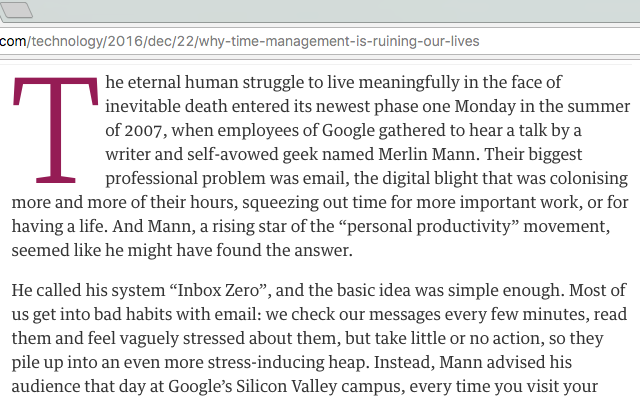 com/technology/2016/dec/22/why-time-management-is-ruining-our-lives
The eternal human struggle to live meaningfully in the face of
inevitable death entered its newest phase one Monday in the summer
of 2007, when employees of Google gathered to hear a talk by a
writer and self-avowed geek named Merlin Mann. Their biggest
professional problem was email, the digital blight that was colonising
more and more of their hours, squeezing out time for more important work, or for
having a life. And Mann, a rising star of the “personal productivity” movement,
seemed like he might have found the answer.
He called his system “Inbox Zero”, and the basic idea was simple enough. Most of
us get into bad habits with email: we check our messages every few minutes, read
them and feel vaguely stressed about them, but take little or no action, so they
pile up into an even more stress-inducing heap. Instead, Mann advised his
audience that day at Google’s Silicon Valley campus, every time you visit your